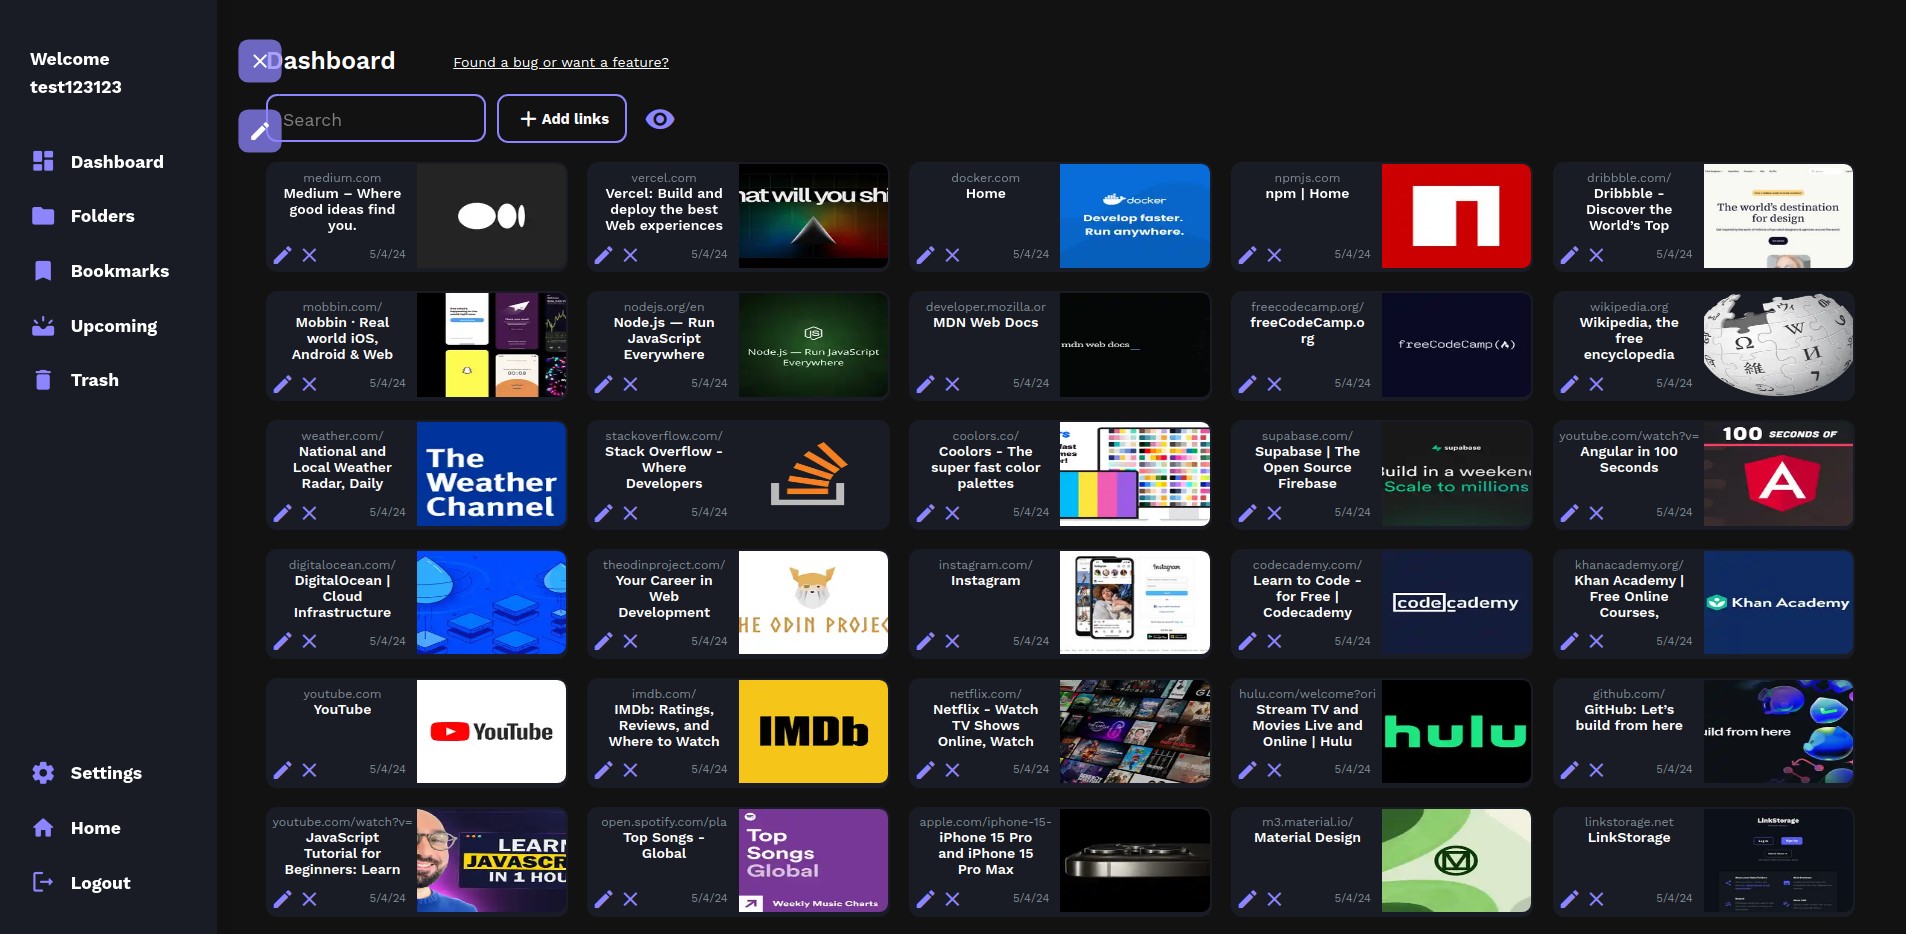 Welcome
test123123
Dashboard
Folders
Bookmarks
Upcoming
Trash
Settings
Home
Logout
Dashboard
Found a bug or want a feature?
Search
Add links
medium.com
Medium – Where
good ideas find
you.
5/4/24
vercel.com
Vercel: Build and
deploy the best
Web experiences
5/4/24
hat will you shi
docker.com
Home
5/4/24
docker
Develop faster.
Run anywhere.
npmjs.com
npm | Home
5/4/24
dribbble.com/
Dribbble -
Discover the
World's Top
5/4/24
The world's destination
for design
mobbin.com/
Mobbin · Real
world iOS,
Android & Web
5/4/24
nodejs.org/en
Node.js — Run
JavaScript
Everywhere
5/4/24
Node.js — Run JavaScript
Everywhere
developer.mozilla.or
MDN Web Docs
5/4/24
mdn web docs_
freecodecamp.org/
freeCodeCamp.o
rg
5/4/24
freeCodeCamp(🔥)
wikipedia.org
Wikipedia, the
free
encyclopedia
5/4/24
W
Ω
И
維
weather.com/
National and
Local Weather
Radar, Daily
5/4/24
The
Weather
Channel
stackoverflow.com/
Stack Overflow -
Where
Developers
5/4/24
coolors.co/
Coolors - The
super fast color
palettes
5/4/24
supabase.com/
Supabase | The
Open Source
Firebase
5/4/24
supabase
Build in a weekend
Scale to millions
youtube.com/watch?v=
Angular in 100
Seconds
5/4/24
100 SECONDS OF
A
digitalocean.com/
DigitalOcean |
Cloud
Infrastructure
5/4/24
theodinproject.com/
Your Career in
Web
Development
5/4/24
HE ODIN PROJEC
instagram.com/
Instagram
5/4/24
Instagram
codecademy.com/
Learn to Code -
for Free |
Codecademy
5/4/24
codecademy
khanacademy.org/
Khan Academy |
Free Online
Courses,
5/4/24
Khan Academy
youtube.com
YouTube
5/4/24
YouTube
imdb.com/
IMDb: Ratings,
Reviews, and
Where to Watch
5/4/24
IMDb
netflix.com/
Netflix - Watch
TV Shows
Online, Watch
5/4/24
hulu.com/welcome?ori
Stream TV and
Movies Live and
Online | Hulu
5/4/24
hulu
github.com/
GitHub: Let's
build from here
5/4/24
uild from here
youtube.com/watch?v=
JavaScript
Tutorial for
Beginners: Learn
5/4/24
LEARN
JAVASCR
IN 1 HOU
open.spotify.com/pla
Top Songs -
Global
5/4/24
Top
Songs
Global
Weekly Music Charts
apple.com/iphone-15-
iPhone 15 Pro
and iPhone 15
Pro Max
5/4/24
m3.material.io/
Material Design
5/4/24
linkstorage.net
LinkStorage
5/4/24
LinkStorage